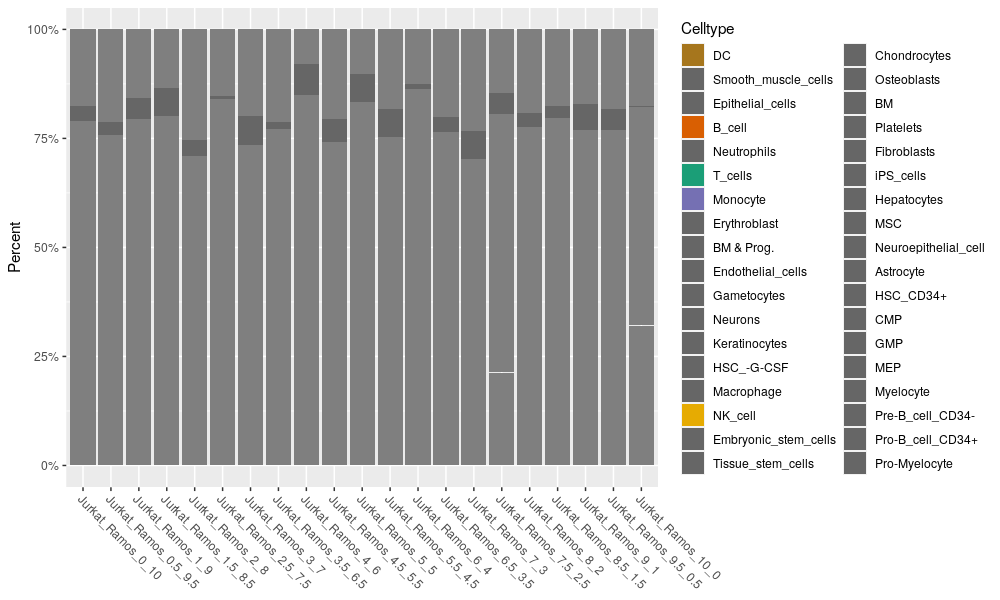 Celltype
DC
Smooth_muscle_cells
Epithelial_cells
B_cell
Neutrophils
T_cells
Monocyte
Erythroblast
BM & Prog.
Endothelial_cells
Gametocytes
Neurons
Keratinocytes
HSC_-G-CSF
Macrophage
NK_cell
Embryonic_stem_cells
Tissue_stem_cells
Chondrocytes
Osteoblasts
BM
Platelets
Fibroblasts
iPS_cells
Hepatocytes
MSC
Neuroepithelial_cell
Astrocyte
HSC_CD34+
CMP
GMP
MEP
Myelocyte
Pre-B_cell_CD34-
Pro-B_cell_CD34+
Pro-Myelocyte
Percent
100%
75%
50%
25%
0%
Jurkat_Ramos_0_10
Jurkat_Ramos_0.5_9.5
Jurkat_Ramos_1_9
Jurkat_Ramos_1.5_8.5
Jurkat_Ramos_2_8
Jurkat_Ramos_2.5_7.5
Jurkat_Ramos_3_7
Jurkat_Ramos_3.5_6.5
Jurkat_Ramos_4_6
Jurkat_Ramos_4.5_5.5
Jurkat_Ramos_5_5
Jurkat_Ramos_5.5_4.5
Jurkat_Ramos_6_4
Jurkat_Ramos_6.5_3.5
Jurkat_Ramos_7_3
Jurkat_Ramos_7.5_2.5
Jurkat_Ramos_8_2
Jurkat_Ramos_8.5_1.5
Jurkat_Ramos_9_1
Jurkat_Ramos_9.5_0.5
Jurkat_Ramos_10_0